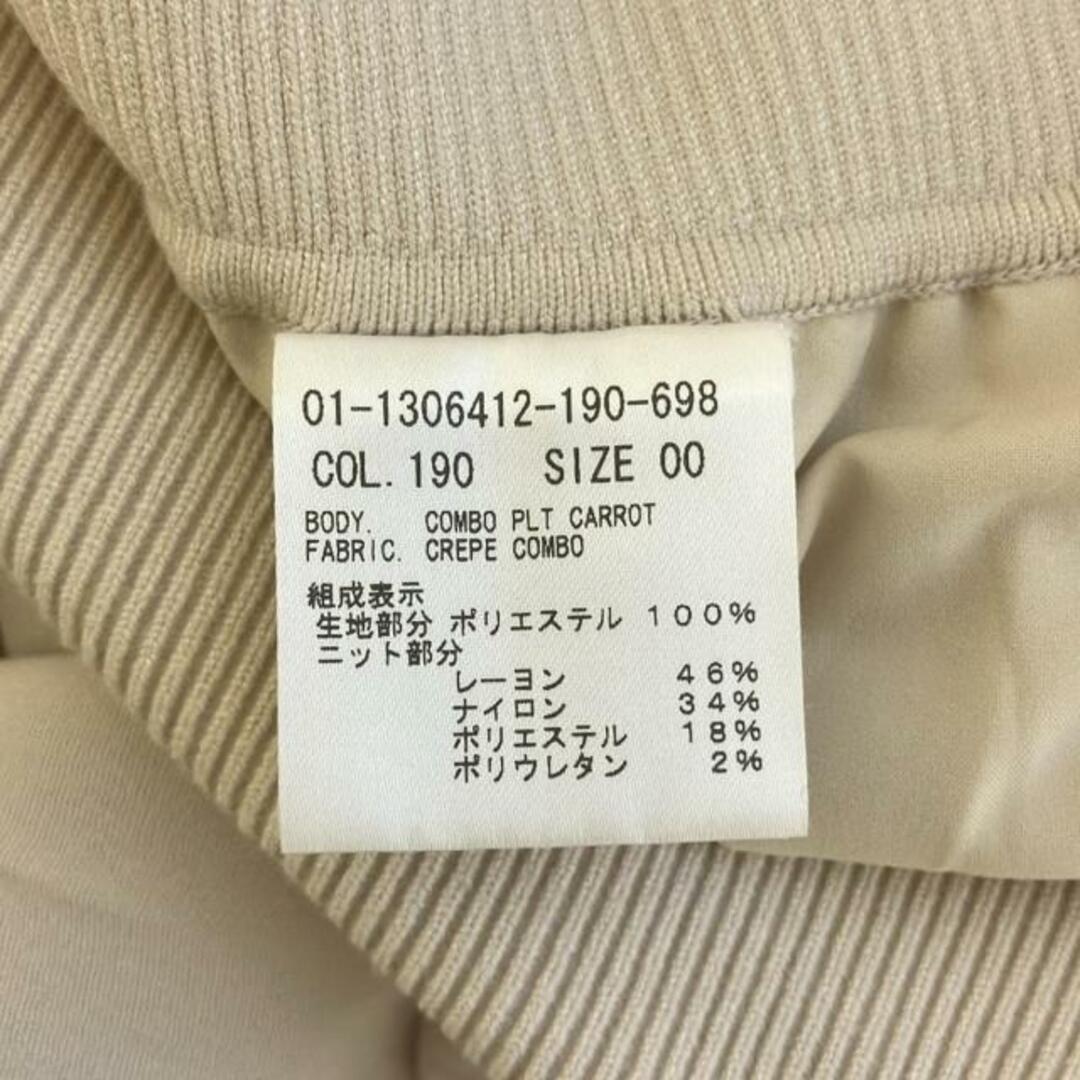 01-1306412-190-698
COL. 190 SIZE 00
BODY. COMBO PLT CARROT
FABRIC. CREPE COMBO
組成表示
生地部分 ポリエステル １００％
ニット部分
レーヨン ４６％
ナイロン ３４％
ポリエステル １８％
ポリウレタン ２％